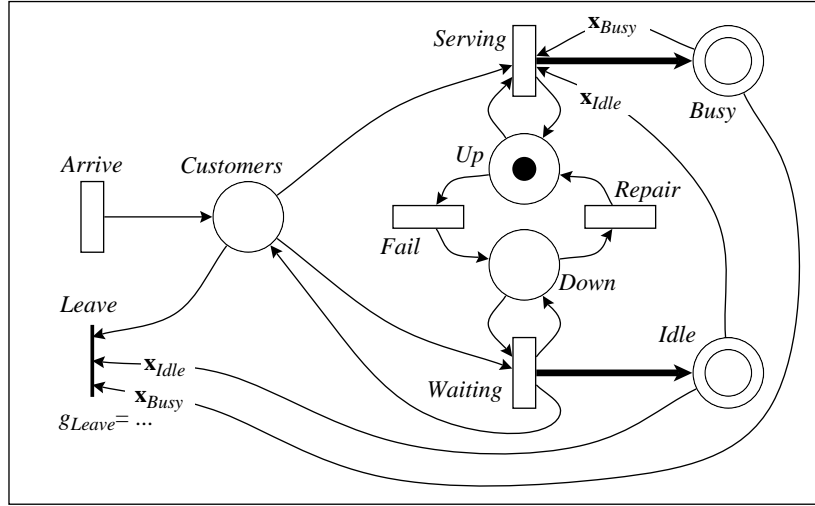 Serving
x_Busy
x_Idle
Busy
Up
Arrive
Customers
Repair
Fail
Down
Leave
Idle
x_Idle
Waiting
x_Busy
g_Leave = ...